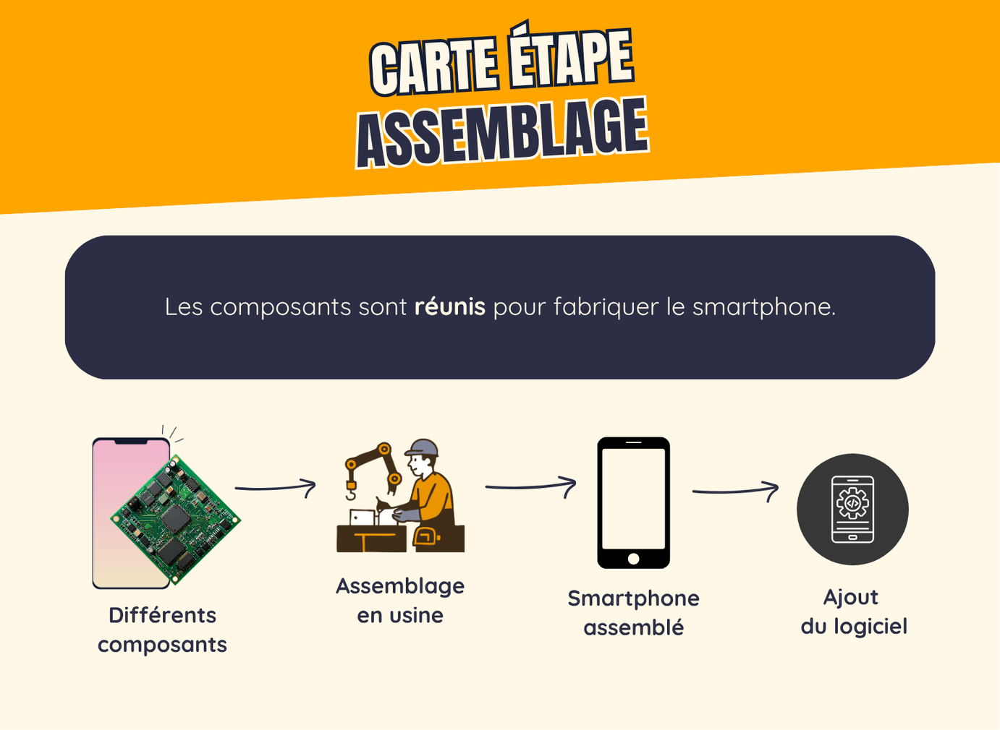 CARTE ÉTAPE
ASSEMBLAGE
Les composants sont réunis pour fabriquer le smartphone.
Différents
composants
Assemblage
en usine
Smartphone
assemblé
Ajout
du logiciel